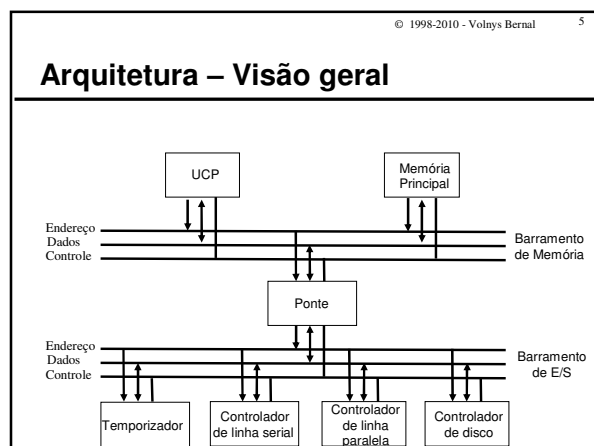 © 1998-2010 - Volnys Bernal 5
Arquitetura – Visão geral
UCP
Memória
Principal
Endereço
Dados
Controle
Barramento
de Memória
Ponte
Endereço
Dados
Controle
Barramento
de E/S
Temporizador
Controlador
de linha serial
Controlador
de linha
paralela
Controlador
de disco